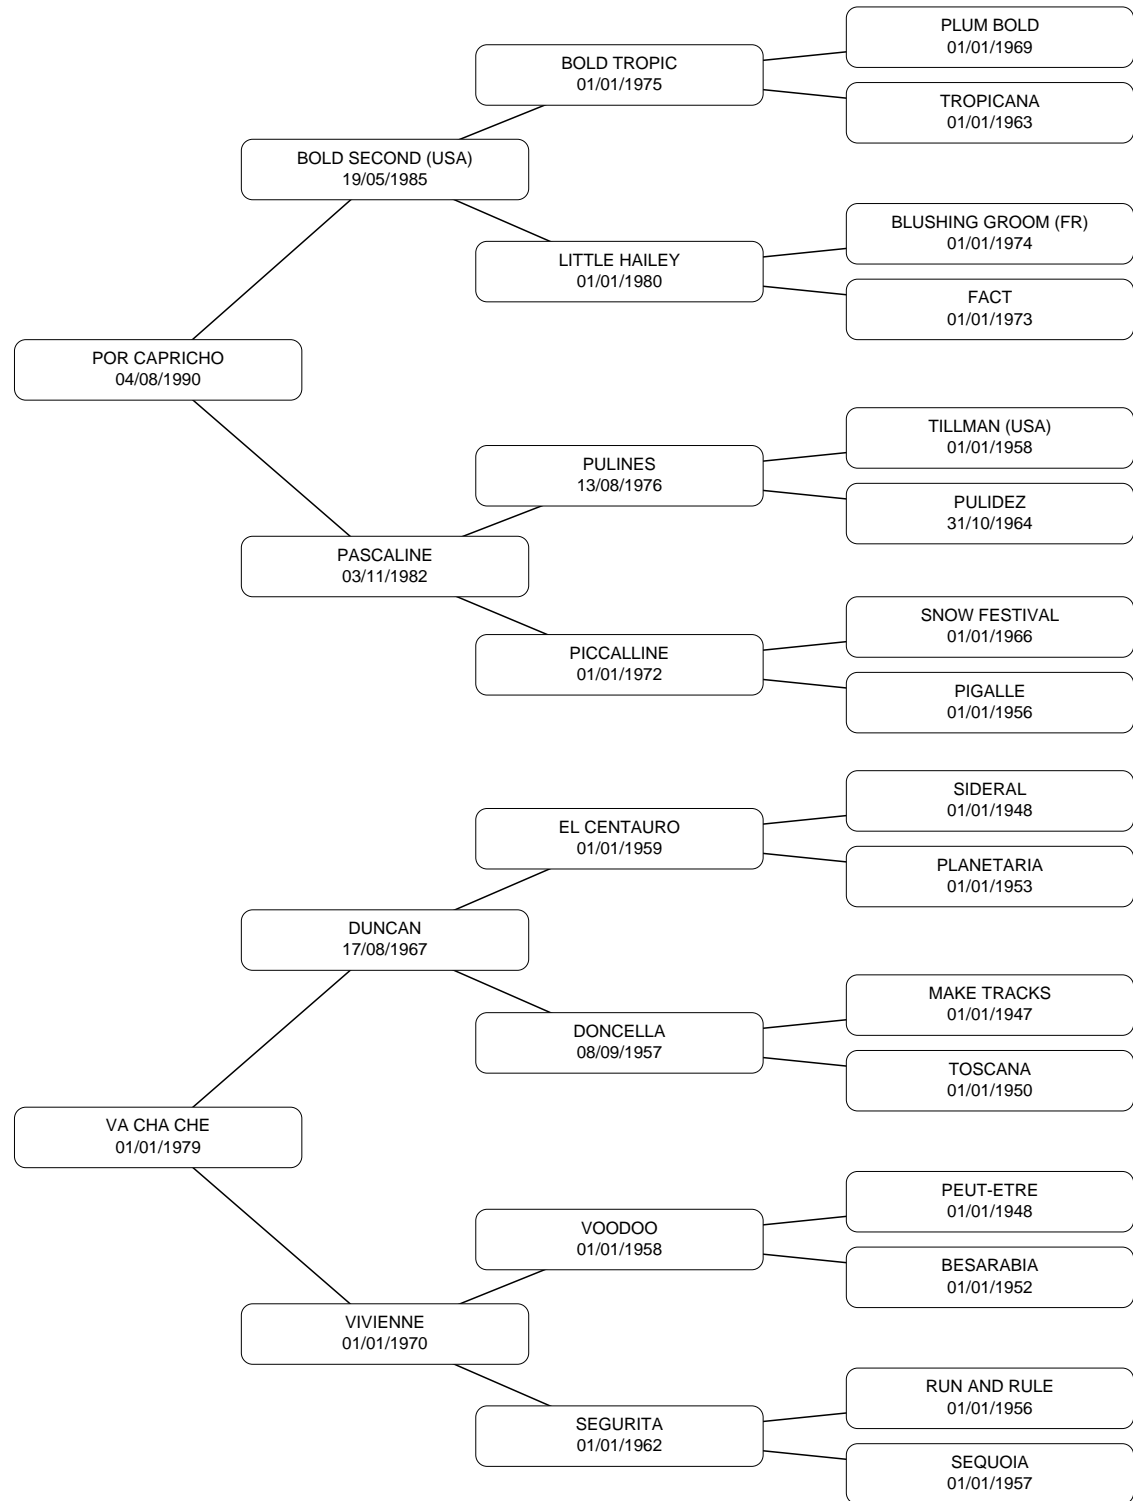 PLUM BOLD
01/01/1969
BOLD TROPIC
01/01/1975
TROPICANA
01/01/1963
BOLD SECOND (USA)
19/05/1985
BLUSHING GROOM (FR)
01/01/1974
LITTLE HAILEY
01/01/1980
FACT
01/01/1973
POR CAPRICHO
04/08/1990
TILLMAN (USA)
01/01/1958
PULINES
13/08/1976
PULIDEZ
31/10/1964
PASCALINE
03/11/1982
SNOW FESTIVAL
01/01/1966
PICCALLINE
01/01/1972
PIGALLE
01/01/1956
SIDERAL
01/01/1948
EL CENTAURO
01/01/1959
PLANETARIA
01/01/1953
DUNCAN
17/08/1967
MAKE TRACKS
01/01/1947
DONCELLA
08/09/1957
TOSCANA
01/01/1950
VA CHA CHE
01/01/1979
PEUT-ETRE
01/01/1948
VOODOO
01/01/1958
BESARABIA
01/01/1952
VIVIENNE
01/01/1970
RUN AND RULE
01/01/1956
SEGURITA
01/01/1962
SEQUOIA
01/01/1957